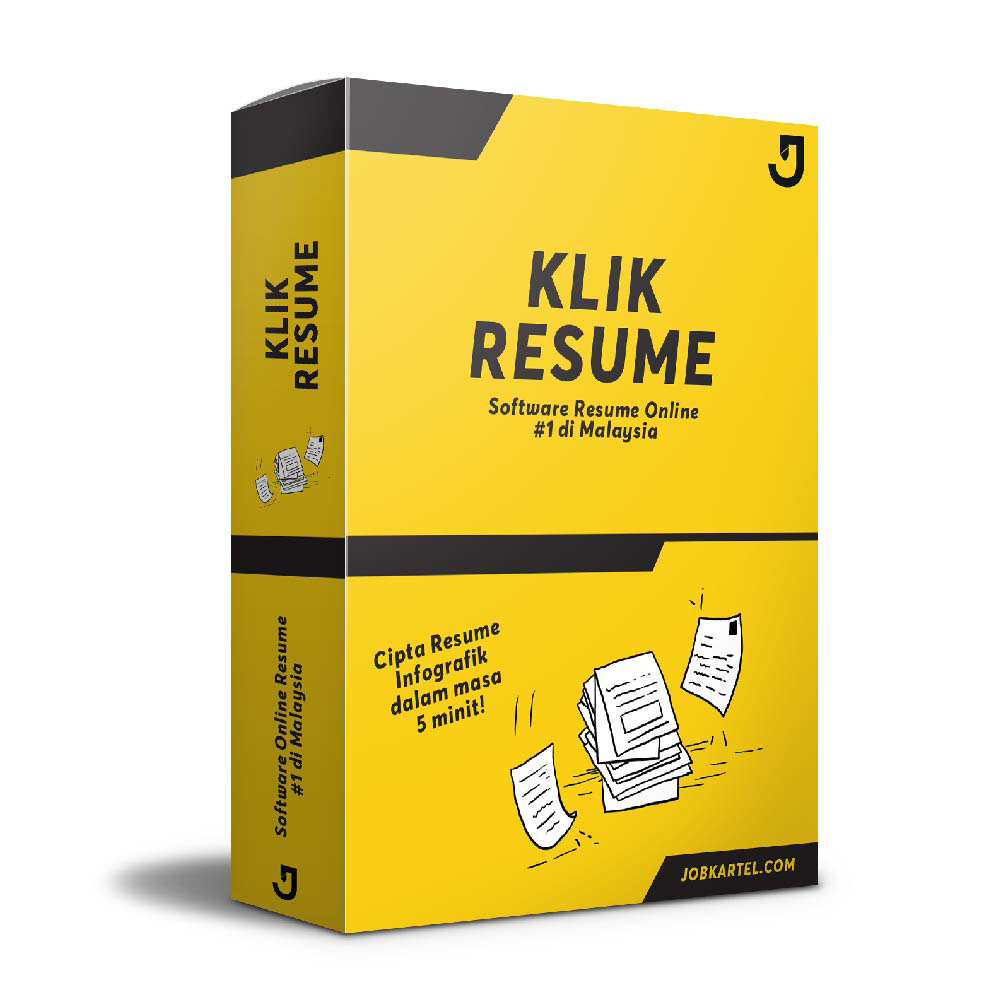 KLIK
RESUME
Software Resume Online
#1 di Malaysia
Cipta Resume
Infografik
dalam masa
5 minit!
JOBKARTEL.COM
KLIK
RESUME
Software Online Resume
#1 di Malaysia